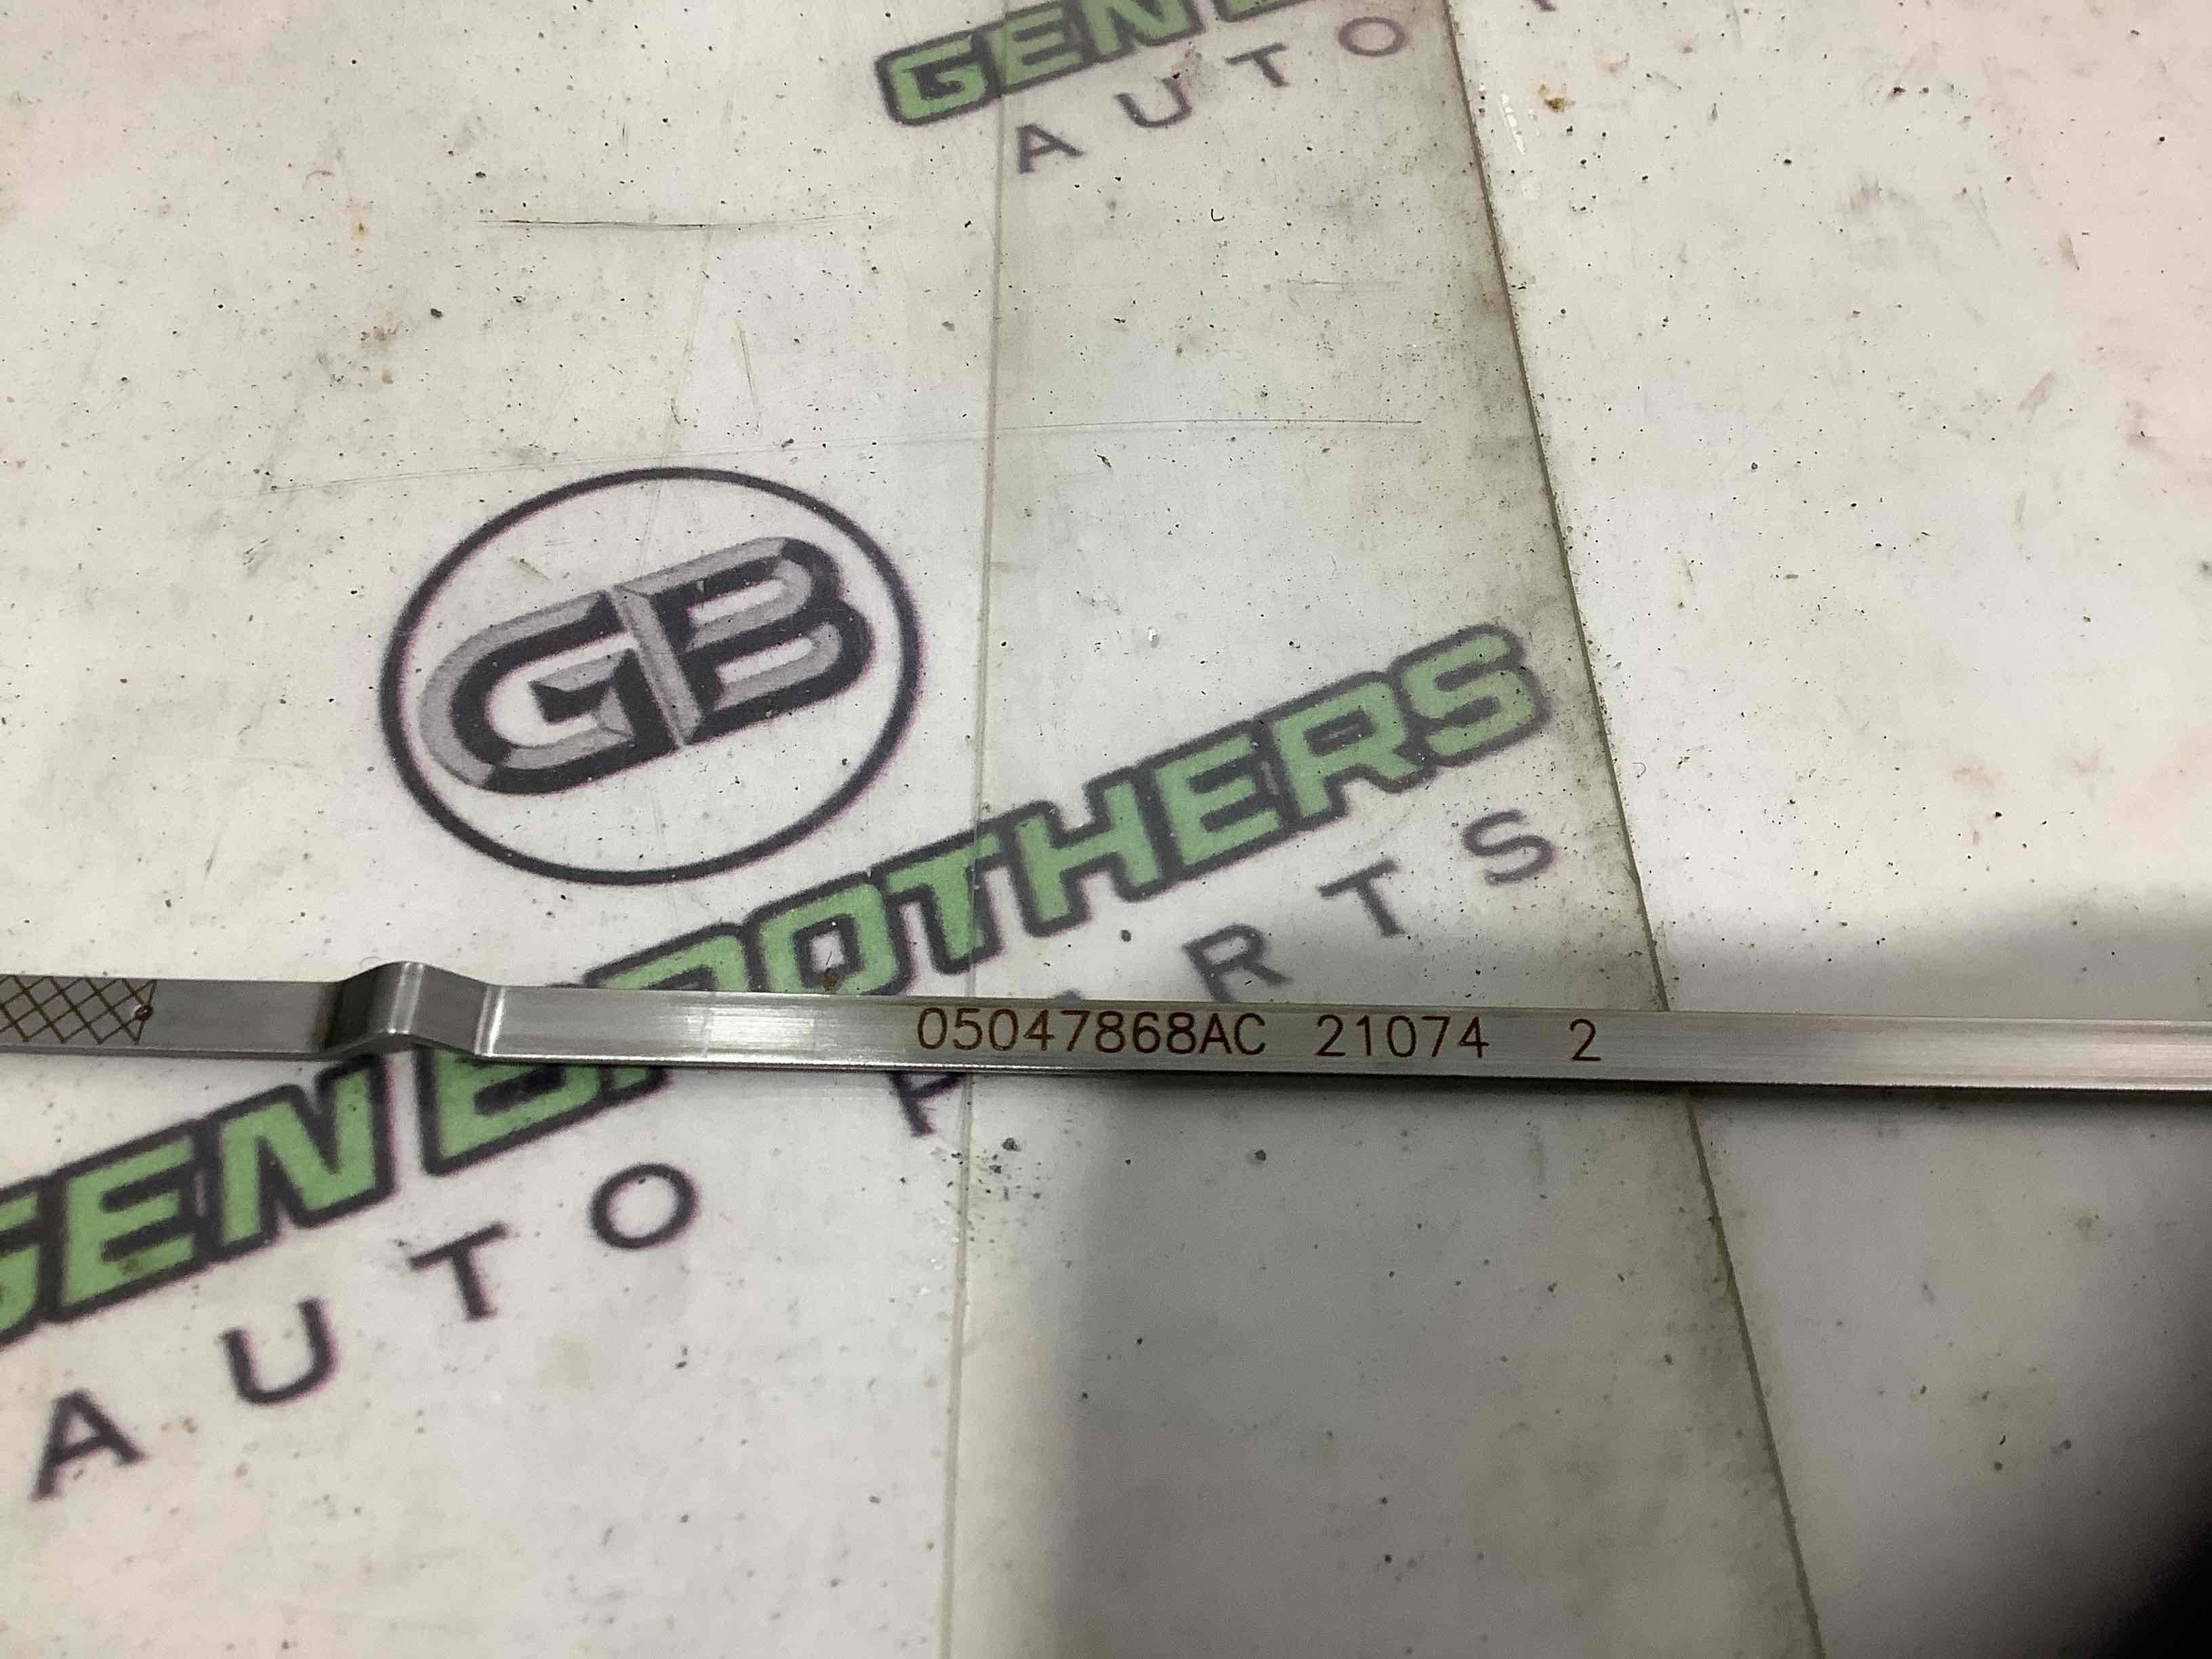 GEN
AUTO
GB
GEN BROTHERS
AUTO PARTS
05047868AC 21074 2